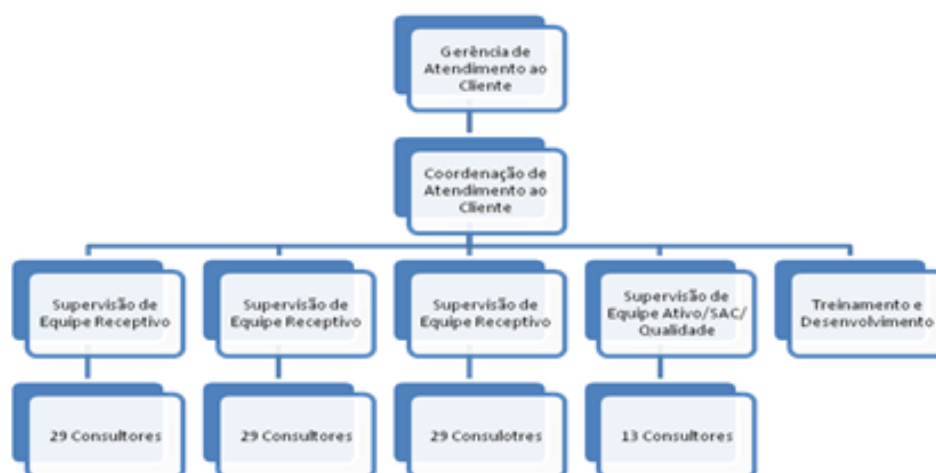 Gerência de
Atendimento ao
Cliente
Coordenação de
Atendimento ao
Cliente
Supervisão de
Equipe Receptivo
Supervisão de
Equipe Receptivo
Supervisão de
Equipe Receptivo
Supervisão de
Equipe Ativo/SAC/
Qualidade
Treinamento e
Desenvolvimento
29 Consultores
29 Consultores
29 Consulotres
13 Consultores